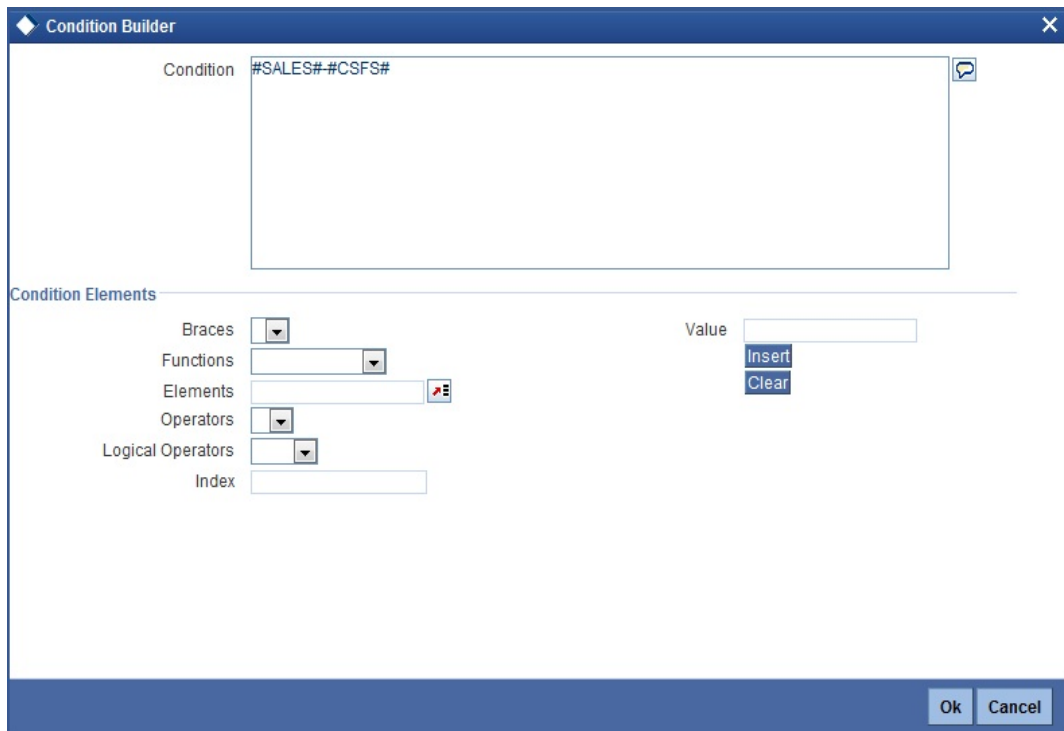 Condition Builder
Condition #SALES#-#CSFS#
Condition Elements
Braces
Value
Functions
Insert
Elements
Clear
Operators
Logical Operators
Index
Ok Cancel